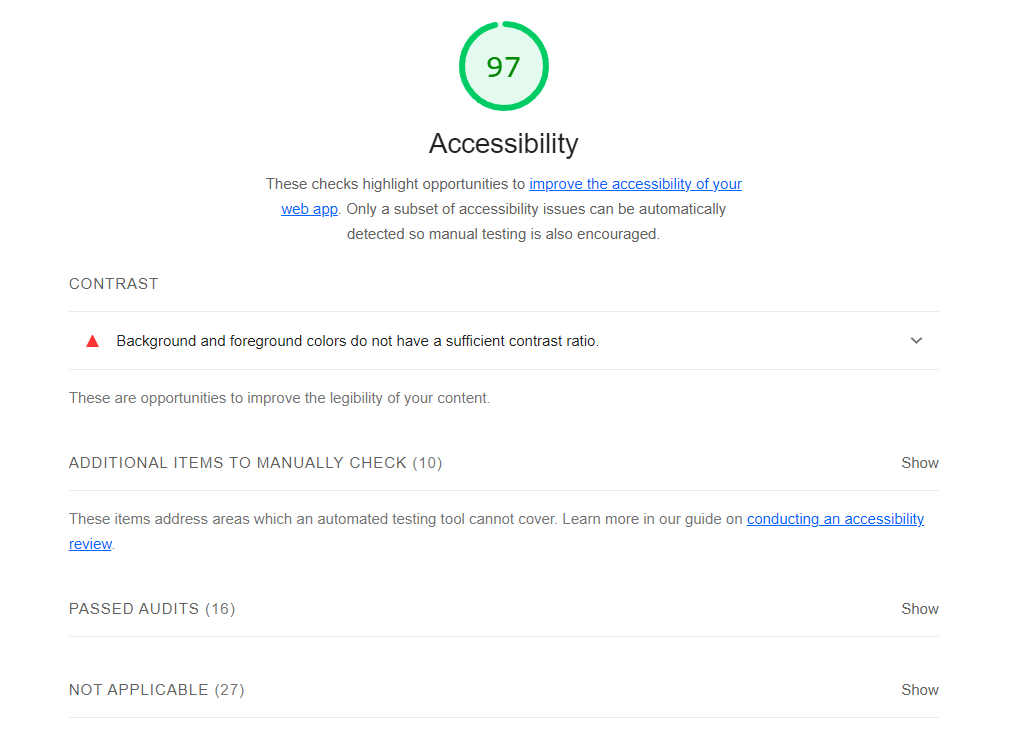 97
Accessibility
These checks highlight opportunities to improve the accessibility of your
web app. Only a subset of accessibility issues can be automatically
detected so manual testing is also encouraged.
CONTRAST
Background and foreground colors do not have a sufficient contrast ratio.
These are opportunities to improve the legibility of your content.
ADDITIONAL ITEMS TO MANUALLY CHECK (10) Show
These items address areas which an automated testing tool cannot cover. Learn more in our guide on conducting an accessibility
review.
PASSED AUDITS (16) Show
NOT APPLICABLE (27) Show